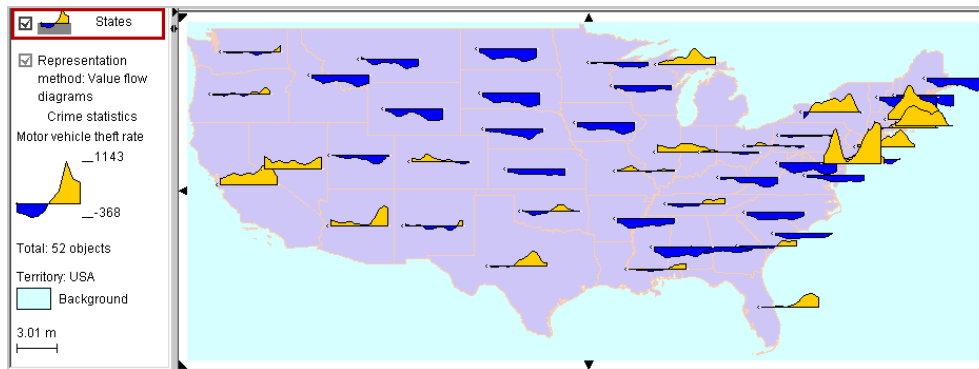 States
Representation
method: Value flow
diagrams
Crime statistics
Motor vehicle theft rate
1143
-368
Total: 52 objects
Territory: USA
Background
3.01 m